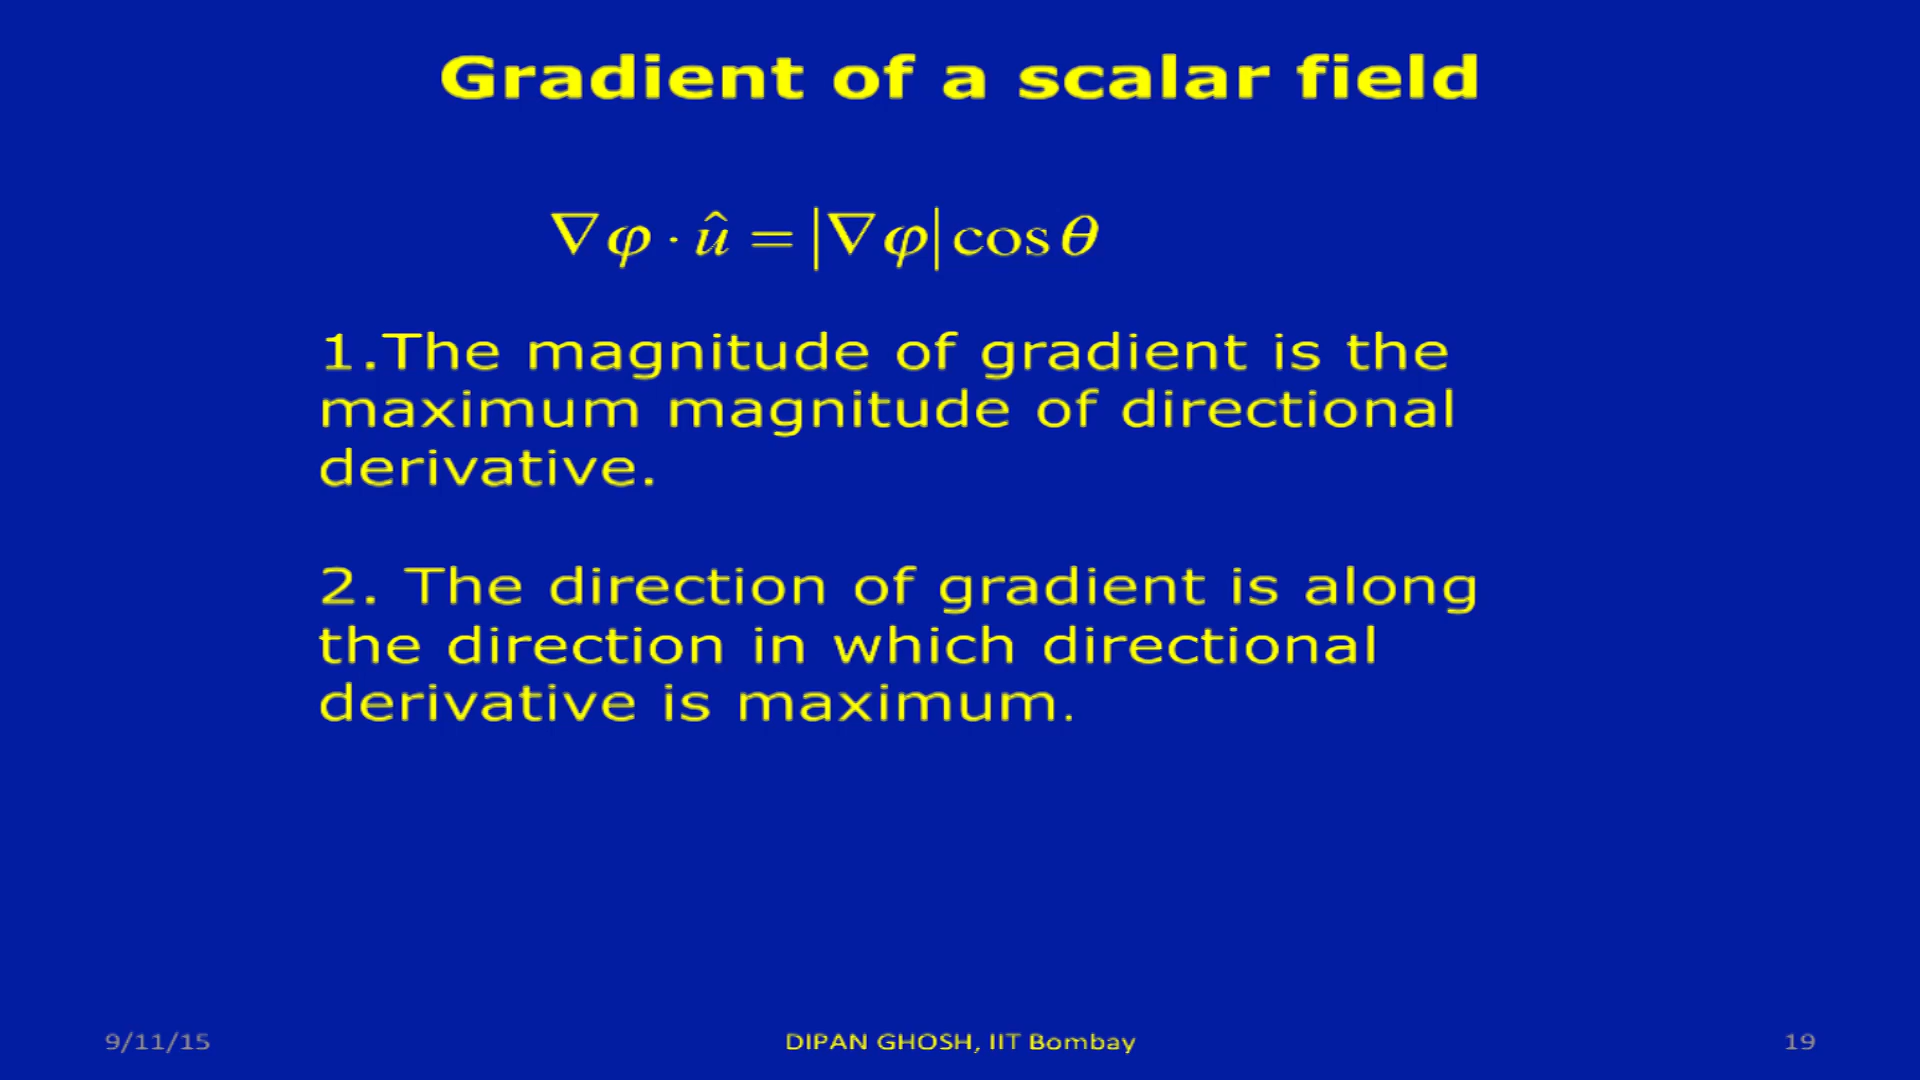 Gradient of a scalar field
∇φ · û = |∇φ| cos θ
1.The magnitude of gradient is the
maximum magnitude of directional
derivative.
2. The direction of gradient is along
the direction in which directional
derivative is maximum.
9/11/15
DIPAN GHOSH, IIT Bombay
19